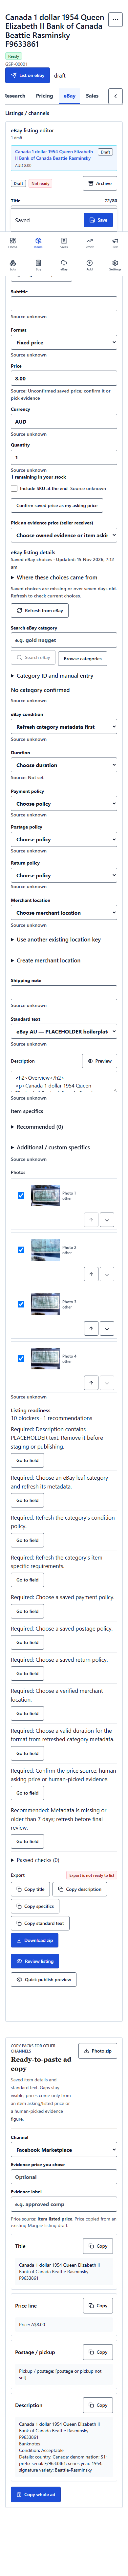 Canada 1 dollar 1954 Queen
Elizabeth II Bank of Canada
Beattie Rasminsky
F9633861
GSF-00001
Ready
List on eBay
draft
Research
Pricing
eBay
Sales
Listings / channels
eBay listing editor
1 draft
Canada 1 dollar 1954 Queen Elizabeth
II Bank of Canada Beattie Rasminsky
AUD 8.00
Draft
Draft
Not ready
Archive
Title
72/80
Saved
Save
Home
Items
Sales
Profit
Cat
Lots
Buy
eBay
Add
Settings
Subtitle
Source unknown
Format
Fixed price
Source unknown
Price
8.00
Source: Unconfirmed saved price; confirm it or
pick evidence
Currency
AUD
Source unknown
Quantity
1
Source unknown
1 remaining in your stock
Include SKU at the end
Source unknown
Confirm saved price as my asking price
Pick an evidence price (seller receives)
Choose owned evidence or item askin
eBay listing details
Saved eBay choices · Updated: 15 Nov 2026, 7:12
am
Where these choices came from
Saved choices are missing or over seven days old.
Refresh to check current choices.
Refresh from eBay
Search eBay category
e.g. gold nugget
Search eBay
Browse categories
Category ID and manual entry
No category confirmed
Source unknown
eBay condition
Refresh category metadata first
Source unknown
Duration
Choose duration
Source: Not set
Payment policy
Choose policy
Source unknown
Postage policy
Choose policy
Source unknown
Return policy
Choose policy
Source unknown
Merchant location
Choose merchant location
Source unknown
Use another existing location key
Create merchant location
Shipping note
Source unknown
Standard text
eBay AU — PLACEHOLDER boilerplat
Source unknown
Description
Preview
<h2>Overview</h2>
<p>Canada 1 dollar 1954 Queen
Source unknown
Item specifics
Recommended (0)
Additional / custom specifics
Source unknown
Photos
Photo 1
other
Photo 2
other
Photo 3
other
Photo 4
other
Source unknown
Listing readiness
10 blockers · 1 recommendations
Required: Description contains
PLACEHOLDER text. Remove it before
staging or publishing.
Go to field
Required: Choose an eBay leaf category
and refresh its metadata.
Go to field
Required: Refresh the category's condition
policy.
Go to field
Required: Refresh the category's item-
specific requirements.
Go to field
Required: Choose a saved payment policy.
Go to field
Required: Choose a saved postage policy.
Go to field
Required: Choose a saved return policy.
Go to field
Required: Choose a verified merchant
location.
Go to field
Required: Choose a valid duration for the
format from refreshed category metadata.
Go to field
Required: Confirm the price source: human
asking price or human-picked evidence.
Go to field
Recommended: Metadata is missing or
older than 7 days; refresh before final
review.
Go to field
Passed checks (0)
Export
Export is not ready to list
Copy title
Copy description
Copy specifics
Copy standard text
Download zip
Review listing
Quick publish preview
COPY PACKS FOR OTHER
CHANNELS
Ready-to-paste ad
copy
Photo zip
Saved item details and
standard text. Gaps stay
visible; prices come only from
an item asking/listed price or
a human-picked evidence
figure.
Channel
Facebook Marketplace
Evidence price you chose
Optional
Evidence label
e.g. approved comp
Price source: item listed price. Price copied from an
existing Magpie listing draft.
Title
Copy
Canada 1 dollar 1954 Queen Elizabeth II
Bank of Canada Beattie Rasminsky
F9633861
Price line
Copy
Price: A$8.00
Postage / pickup
Copy
Pickup / postage: [postage or pickup not
set]
Description
Copy
Canada 1 dollar 1954 Queen Elizabeth II
Bank of Canada Beattie Rasminsky
F9633861
Banknotes
Condition: Acceptable
Details: country: Canada; denomination: $1;
prefix serial: F/9633861; series year: 1954;
signature variety: Beattie-Rasminsky
Copy whole ad